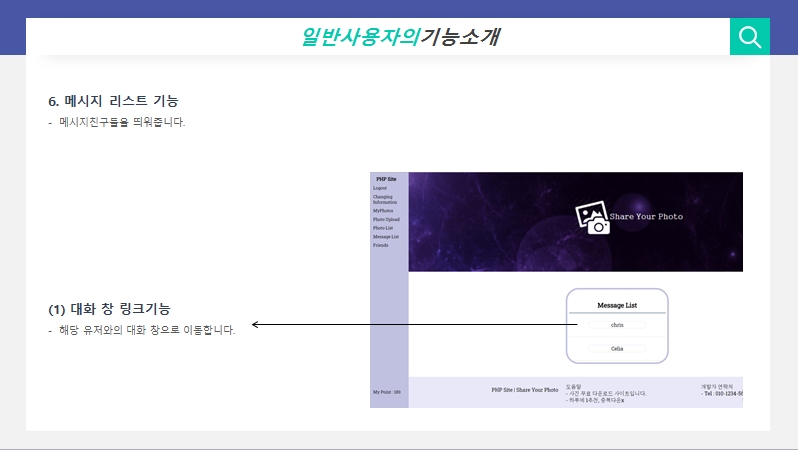 일반사용자의기능소개
6. 메시지 리스트 기능
- 메시지친구들을 띄워줍니다.
PHP Site
Logout
Changing
Information
MyPhotos
Photo Upload
Photo List
Message List
Friends
Share Your Photo
(1) 대화 창 링크기능
- 해당 유저와의 대화 창으로 이동합니다.
Message List
chris
Celia
My Point : 180
PHP Site | Share Your Photo
도움말
- 사진 무료 다운로드 사이트입니다.
- 하루에 1추천, 중복다운x
개발자 연락처
- Tel : 010-1234-56